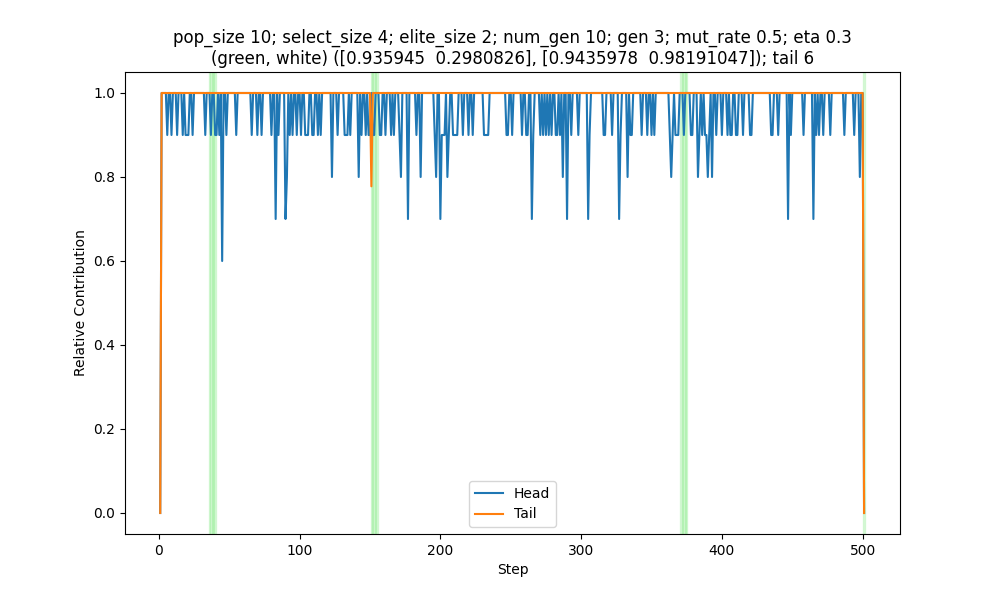 pop_size 10; select_size 4; elite_size 2; num_gen 10; gen 3; mut_rate 0.5; eta 0.3
(green, white) ([0.935945  0.2980826], [0.9435978  0.98191047]); tail 6
1.0
0.8
0.6
0.4
0.2
0.0
Relative Contribution
Head
Tail
0 100 200 300 400 500
Step